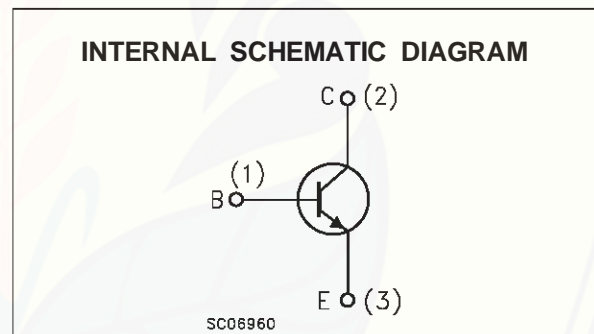 INTERNAL SCHEMATIC DIAGRAM
C (2)
(1)
B
E (3)
SC06960